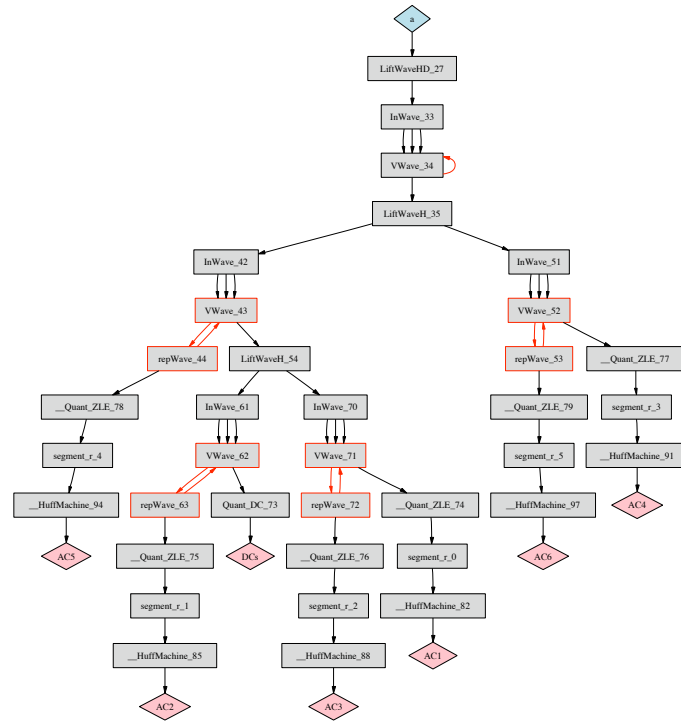 a
LiftWaveHD_27
InWave_33
VWave_34
LiftWaveH_35
InWave_42
InWave_51
VWave_43
VWave_52
repWave_44
LiftWaveH_54
repWave_53
__Quant_ZLE_77
__Quant_ZLE_78
InWave_61
InWave_70
__Quant_ZLE_79
segment_r_3
segment_r_4
VWave_62
VWave_71
segment_r_5
__HuffMachine_91
__HuffMachine_94
repWave_63
Quant_DC_73
repWave_72
__Quant_ZLE_74
__HuffMachine_97
AC4
AC5
__Quant_ZLE_75
DCs
__Quant_ZLE_76
segment_r_0
AC6
segment_r_1
segment_r_2
__HuffMachine_82
__HuffMachine_85
__HuffMachine_88
AC1
AC2
AC3